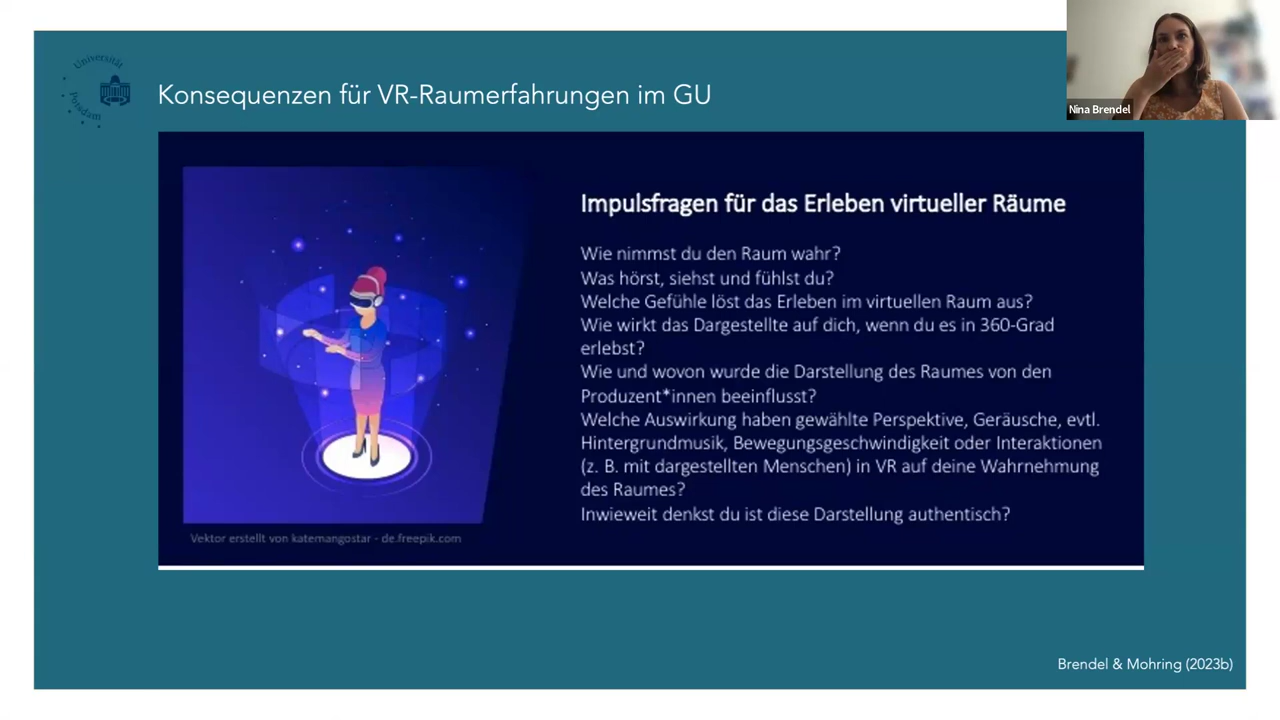 Universität
Potsdam
Konsequenzen für VR-Raumerfahrungen im GU
Nina Brendel
Impulsfragen für das Erleben virtueller Räume
Wie nimmst du den Raum wahr?
Was hörst, siehst und fühlst du?
Welche Gefühle löst das Erleben im virtuellen Raum aus?
Wie wirkt das Dargestellte auf dich, wenn du es in 360-Grad
erlebst?
Wie und wovon wurde die Darstellung des Raumes von den
Produzent*innen beeinflusst?
Welche Auswirkung haben gewählte Perspektive, Geräusche, evtl.
Hintergrundmusik, Bewegungsgeschwindigkeit oder Interaktionen
(z. B. mit dargestellten Menschen) in VR auf deine Wahrnehmung
des Raumes?
Inwieweit denkst du ist diese Darstellung authentisch?
Vektor erstellt von katemangostar - de.freepik.com
Brendel & Mohring (2023b)